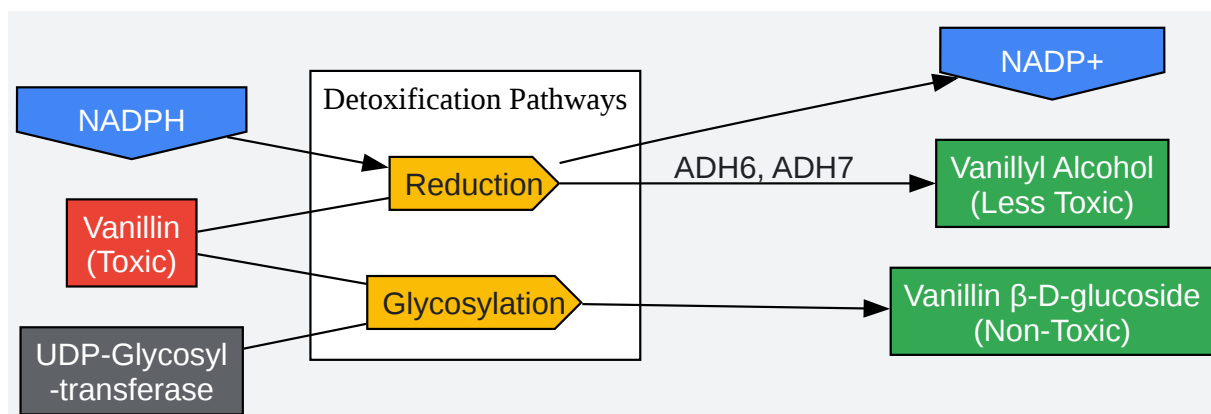 NADP+
Detoxification Pathways
NADPH
Reduction
ADH6, ADH7
Vanillyl Alcohol
(Less Toxic)
Vanillin
(Toxic)
Glycosylation
Vanillin β-D-glucoside
(Non-Toxic)
UDP-Glycosyl
-transferase